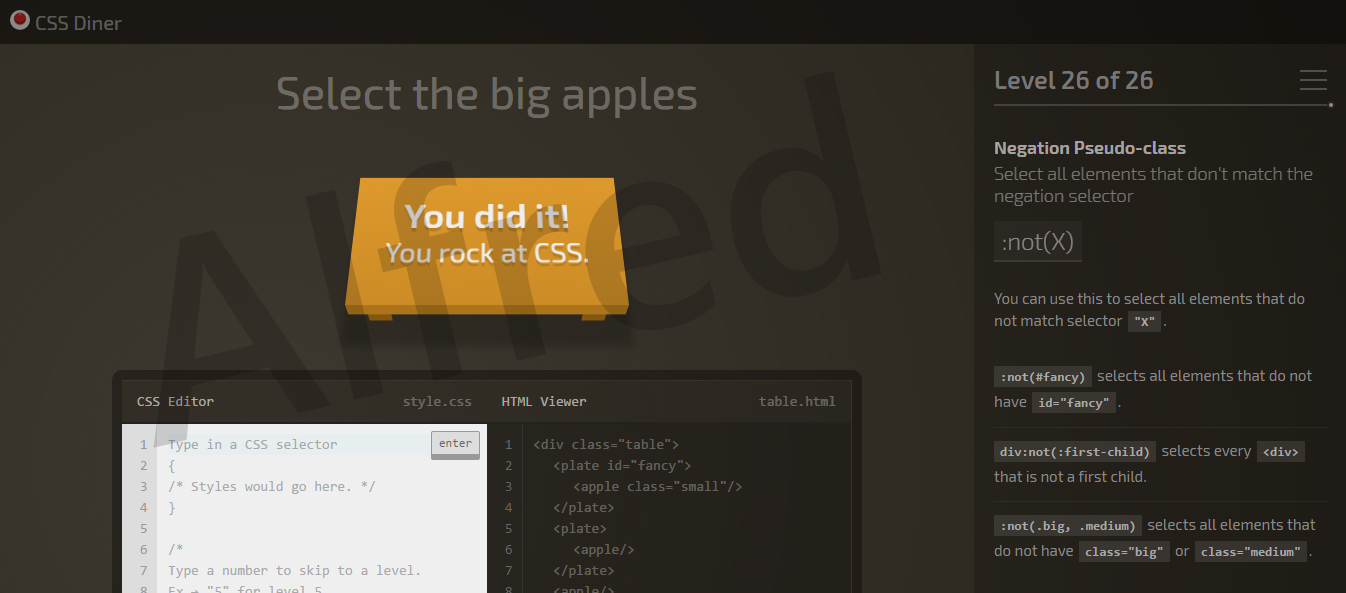 CSS Diner
Select the big apples
You did it!
You rock at CSS.
Alfred
CSS Editor
style.css
HTML Viewer
table.html
1 Type in a CSS selector
enter
2 {
3 /* Styles would go here. */
4 }
5
6 /*
7 Type a number to skip to a level.
8 Ex → "5" for level 5
1 <div class="table">
2 <plate id="fancy">
3 <apple class="small"/>
4 </plate>
5 <plate>
6 <apple/>
7 </plate>
8 <apple/>
Level 26 of 26
Negation Pseudo-class
Select all elements that don't match the
negation selector
:not(X)
You can use this to select all elements that do
not match selector "X".
:not(#fancy) selects all elements that do not
have id="fancy".
div:not(:first-child) selects every <div>
that is not a first child.
:not(.big, .medium) selects all elements that
do not have class="big" or class="medium".